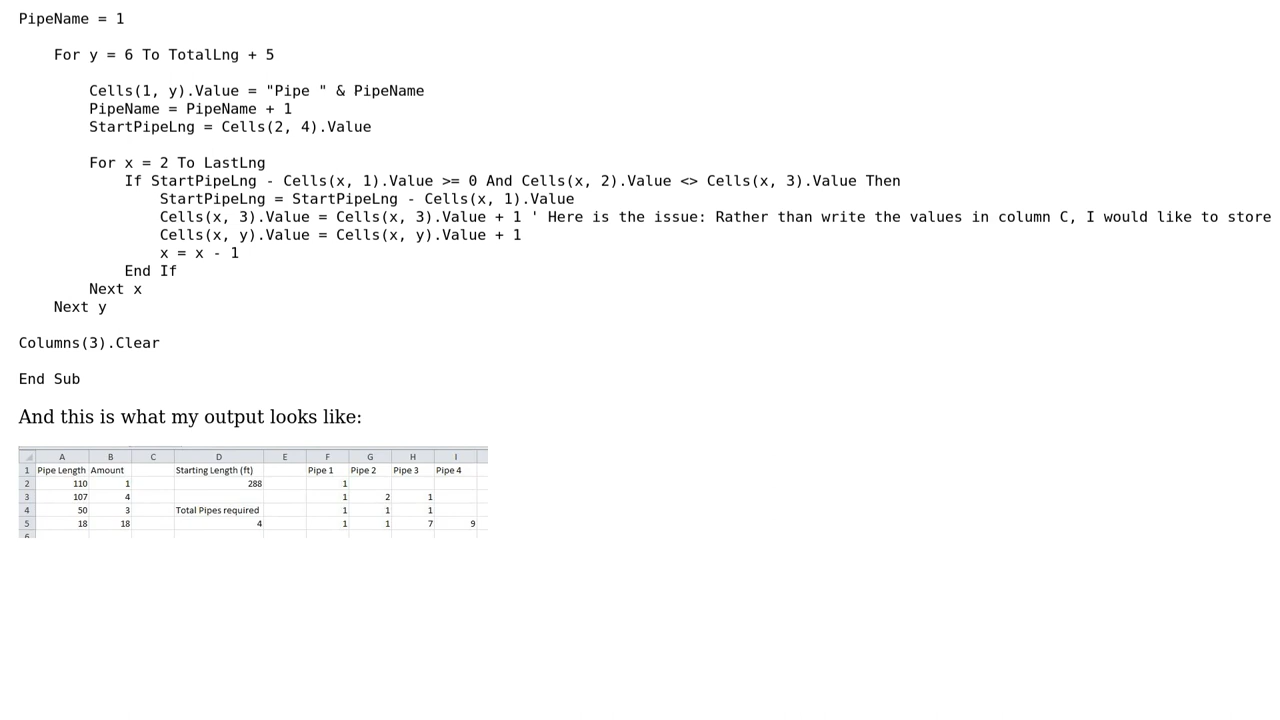 PipeName = 1
For y = 6 To TotalLng + 5
Cells(1, y).Value = "Pipe " & PipeName
PipeName = PipeName + 1
StartPipeLng = Cells(2, 4).Value
For x = 2 To LastLng
If StartPipeLng - Cells(x, 1).Value >= 0 And Cells(x, 2).Value <> Cells(x, 3).Value Then
StartPipeLng = StartPipeLng - Cells(x, 1).Value
Cells(x, 3).Value = Cells(x, 3).Value + 1 ' Here is the issue: Rather than write the values in column C, I would like to store
Cells(x, y).Value = Cells(x, y).Value + 1
x = x - 1
End If
Next x
Next y
Columns(3).Clear
End Sub
And this is what my output looks like:
A B C D E F G H I
1 Pipe Length Amount Starting Length (ft) Pipe 1 Pipe 2 Pipe 3 Pipe 4
2 110 1 288 1
3 107 4 1 2 1
4 50 3 Total Pipes required 1 1 1
5 18 18 4 1 1 7 9